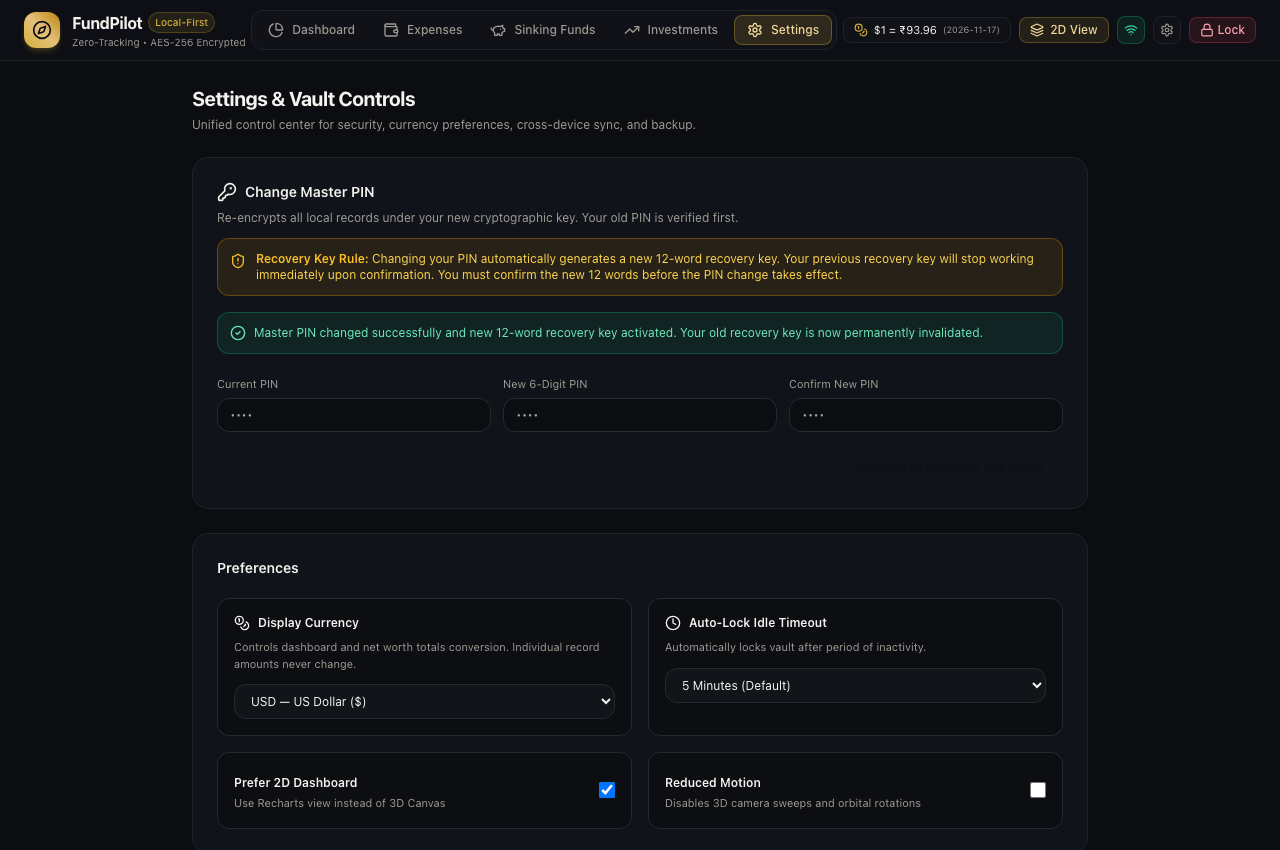 FundPilot Local-First
Zero-Tracking • AES-256 Encrypted
Dashboard
Expenses
Sinking Funds
Investments
Settings
$1 = ₹93.96 (2026-11-17)
2D View
Lock
Settings & Vault Controls
Unified control center for security, currency preferences, cross-device sync, and backup.
Change Master PIN
Re-encrypts all local records under your new cryptographic key. Your old PIN is verified first.
Recovery Key Rule: Changing your PIN automatically generates a new 12-word recovery key. Your previous recovery key will stop working
immediately upon confirmation. You must confirm the new 12 words before the PIN change takes effect.
Master PIN changed successfully and new 12-word recovery key activated. Your old recovery key is now permanently invalidated.
Current PIN
New 6-Digit PIN
Confirm New PIN
••••
••••
••••
Preferences
Display Currency
Controls dashboard and net worth totals conversion. Individual record
amounts never change.
USD — US Dollar ($)
Auto-Lock Idle Timeout
Automatically locks vault after period of inactivity.
5 Minutes (Default)
Prefer 2D Dashboard
Use Recharts view instead of 3D Canvas
Reduced Motion
Disables 3D camera sweeps and orbital rotations